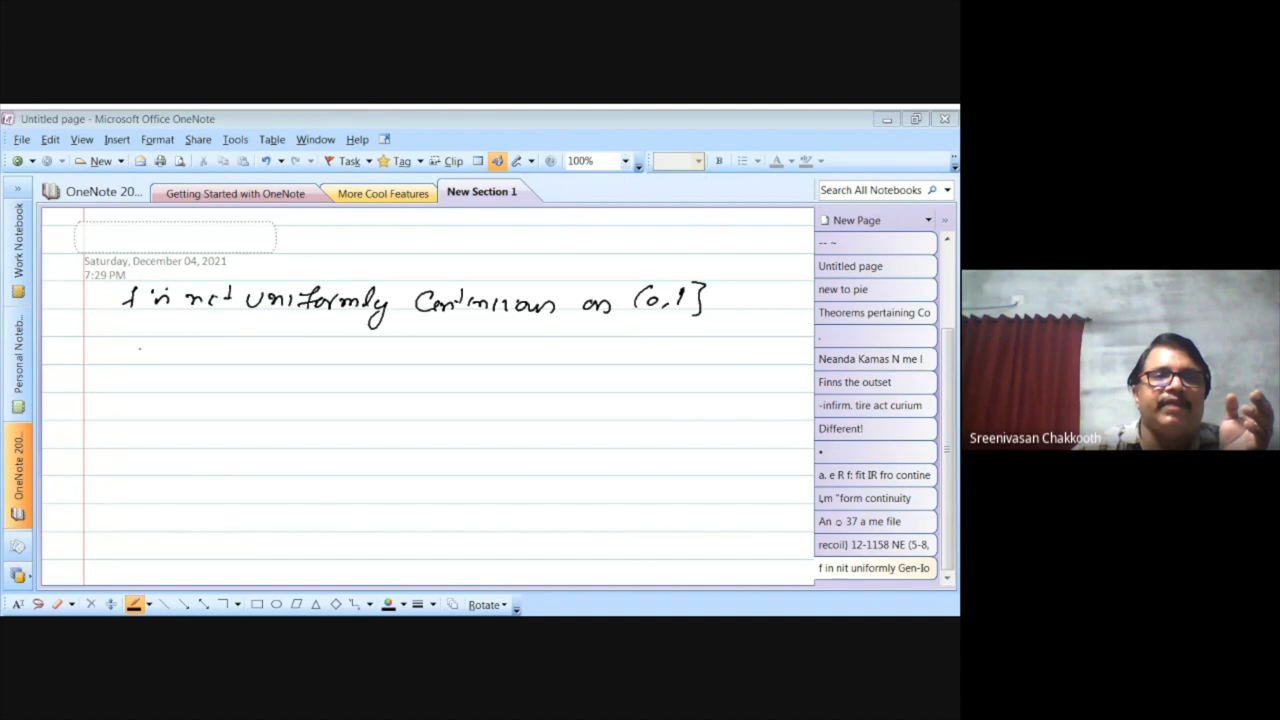 Untitled page - Microsoft Office OneNote
File Edit View Insert Format Share Tools Table Window Help
New Task Tag Clip 100% B A
OneNote 20... Getting Started with OneNote More Cool Features New Section 1 Search All Notebooks
Work Notebook
Personal Noteb...
OneNote 200...
Saturday, December 04, 2021
7:29 PM
f is not uniformly continuous on (0,1]
New Page
-- ~
Untitled page
new to pie
Theorems pertaining Co
.
Neanda Kamas N me I
Finns the outset
-infirm. tire act curium
Different!
•
a. e R f: fit IR fro contine
Lm "form continuity
An ☺ 37 a me file
recoil) 12-1158 NE (5-8,
f in nit uniformly Gen-Io
Rotate
Sreenivasan Chakkooth